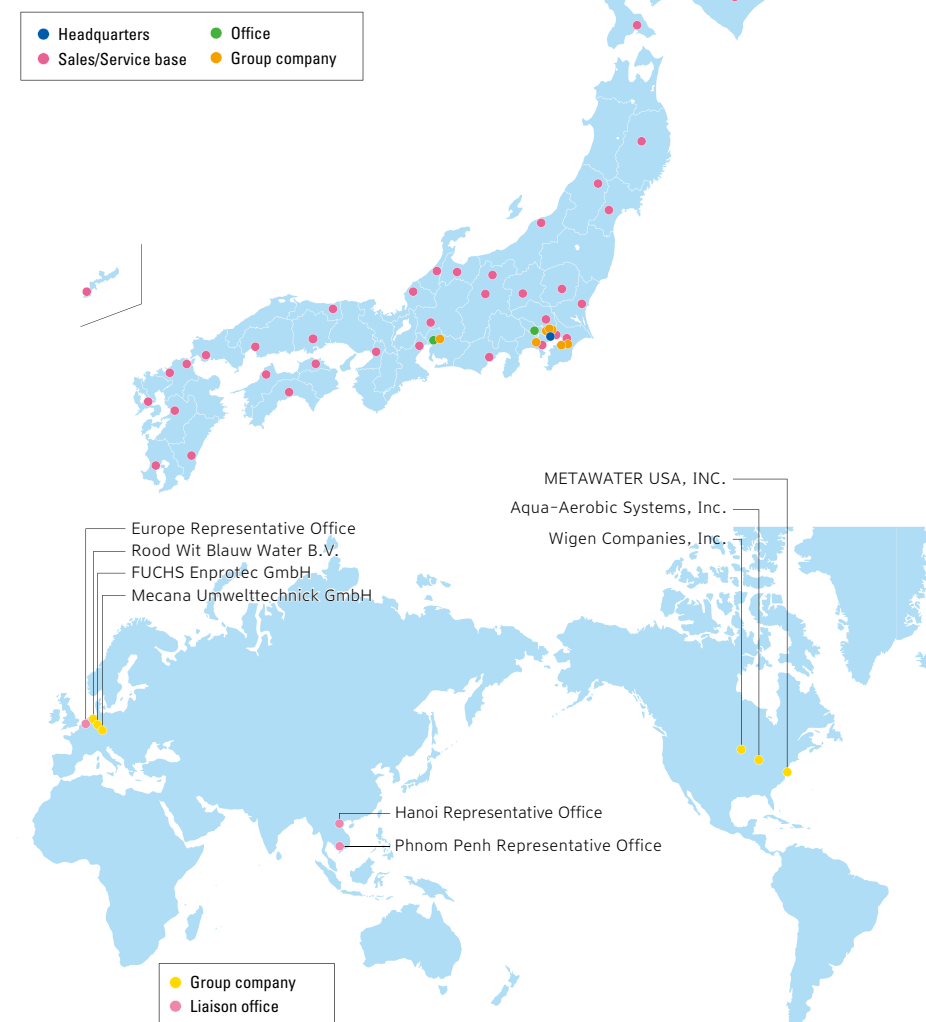 Headquarters
Office
Sales/Service base
Group company
METAWATER USA, INC.
Aqua-Aerobic Systems, Inc.
Wigen Companies, Inc.
Europe Representative Office
Rood Wit Blauw Water B.V.
FUCHS Enprotec GmbH
Mecana Umwelttechnick GmbH
Hanoi Representative Office
Phnom Penh Representative Office
Group company
Liaison office